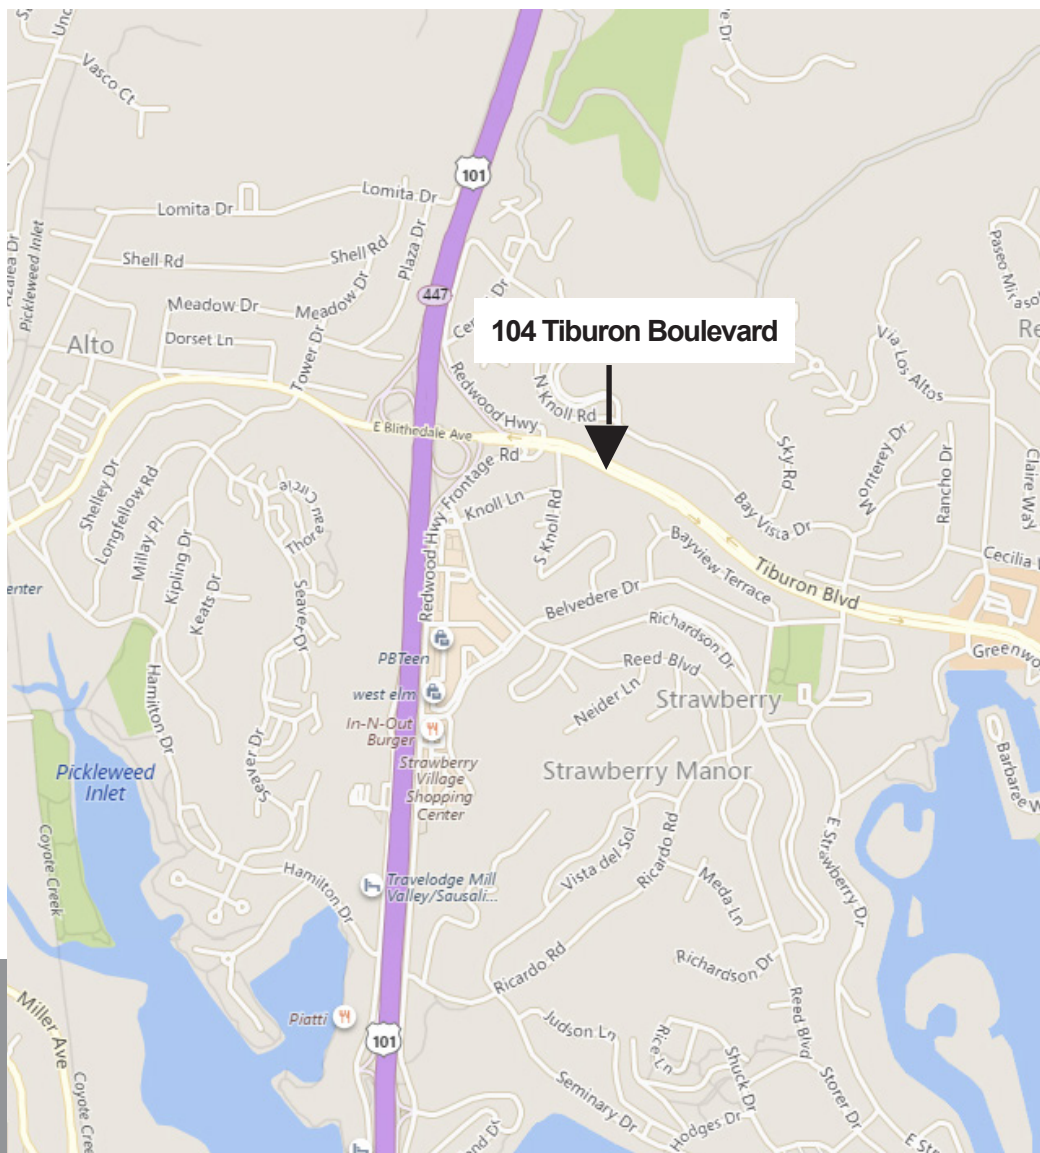 Vasco Ct
101
Lomita Dr
Lomita Dr
Shell Rd
Shell Rd
Plaza Dr
Azalea Dr
Pickleweed Inlet
Meadow Dr
Meadow Dr
447
104 Tiburon Boulevard
Alto
Dorset Ln
Tower Dr
Via Los Altos
Redwood Hwy
N Knoll Rd
E Blithedale Ave
Sky Rd
Monterey Dr
Rancho Dr
Claire Way
Shelley Dr
Longfellow Rd
Millay Pl
Kipling Dr
Keats Dr
Thoreau Circle
Seaver Dr
Redwood Hwy Frontage Rd
Knoll Ln
S Knoll Rd
Bay Vista Dr
Bayview Terrace
Tiburon Blvd
Cecilia
Belvedere Dr
Richardson Dr
PBTeen
Reed Blvd
west elm
Neider Ln
Strawberry
In-N-Out
Burger
Strawberry
Village
Shopping
Center
Strawberry Manor
Hamilton Dr
Seaver Dr
Pickleweed
Inlet
Coyote Creek
E Strawberry Dr
Vista del Sol
Ricardo Rd
Meda Ln
Hamilton Dr
Travelodge Mill
Valley/Sausali...
Ricardo Rd
Richardson Dr
Reed Blvd
Miller Ave
Piatti
101
Judson Ln
Rice Ln
Shuck Dr
Storer Dr
Seminary Dr
Hodges Dr